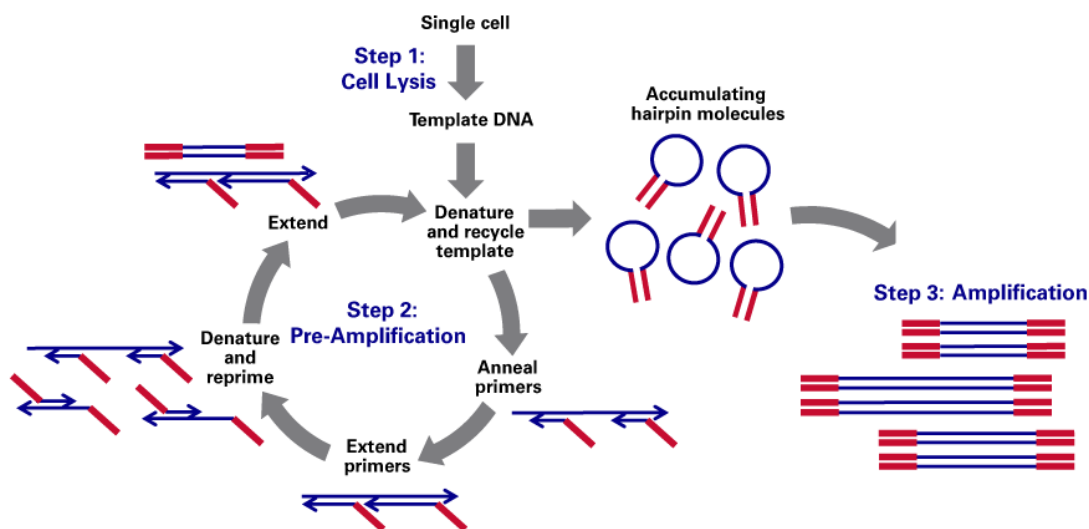 Single cell
Step 1:
Cell Lysis
Template DNA
Accumulating
hairpin molecules
Denature
and recycle
template
Extend
Step 2:
Pre-Amplification
Step 3: Amplification
Denature
and
reprime
Anneal
primers
Extend
primers